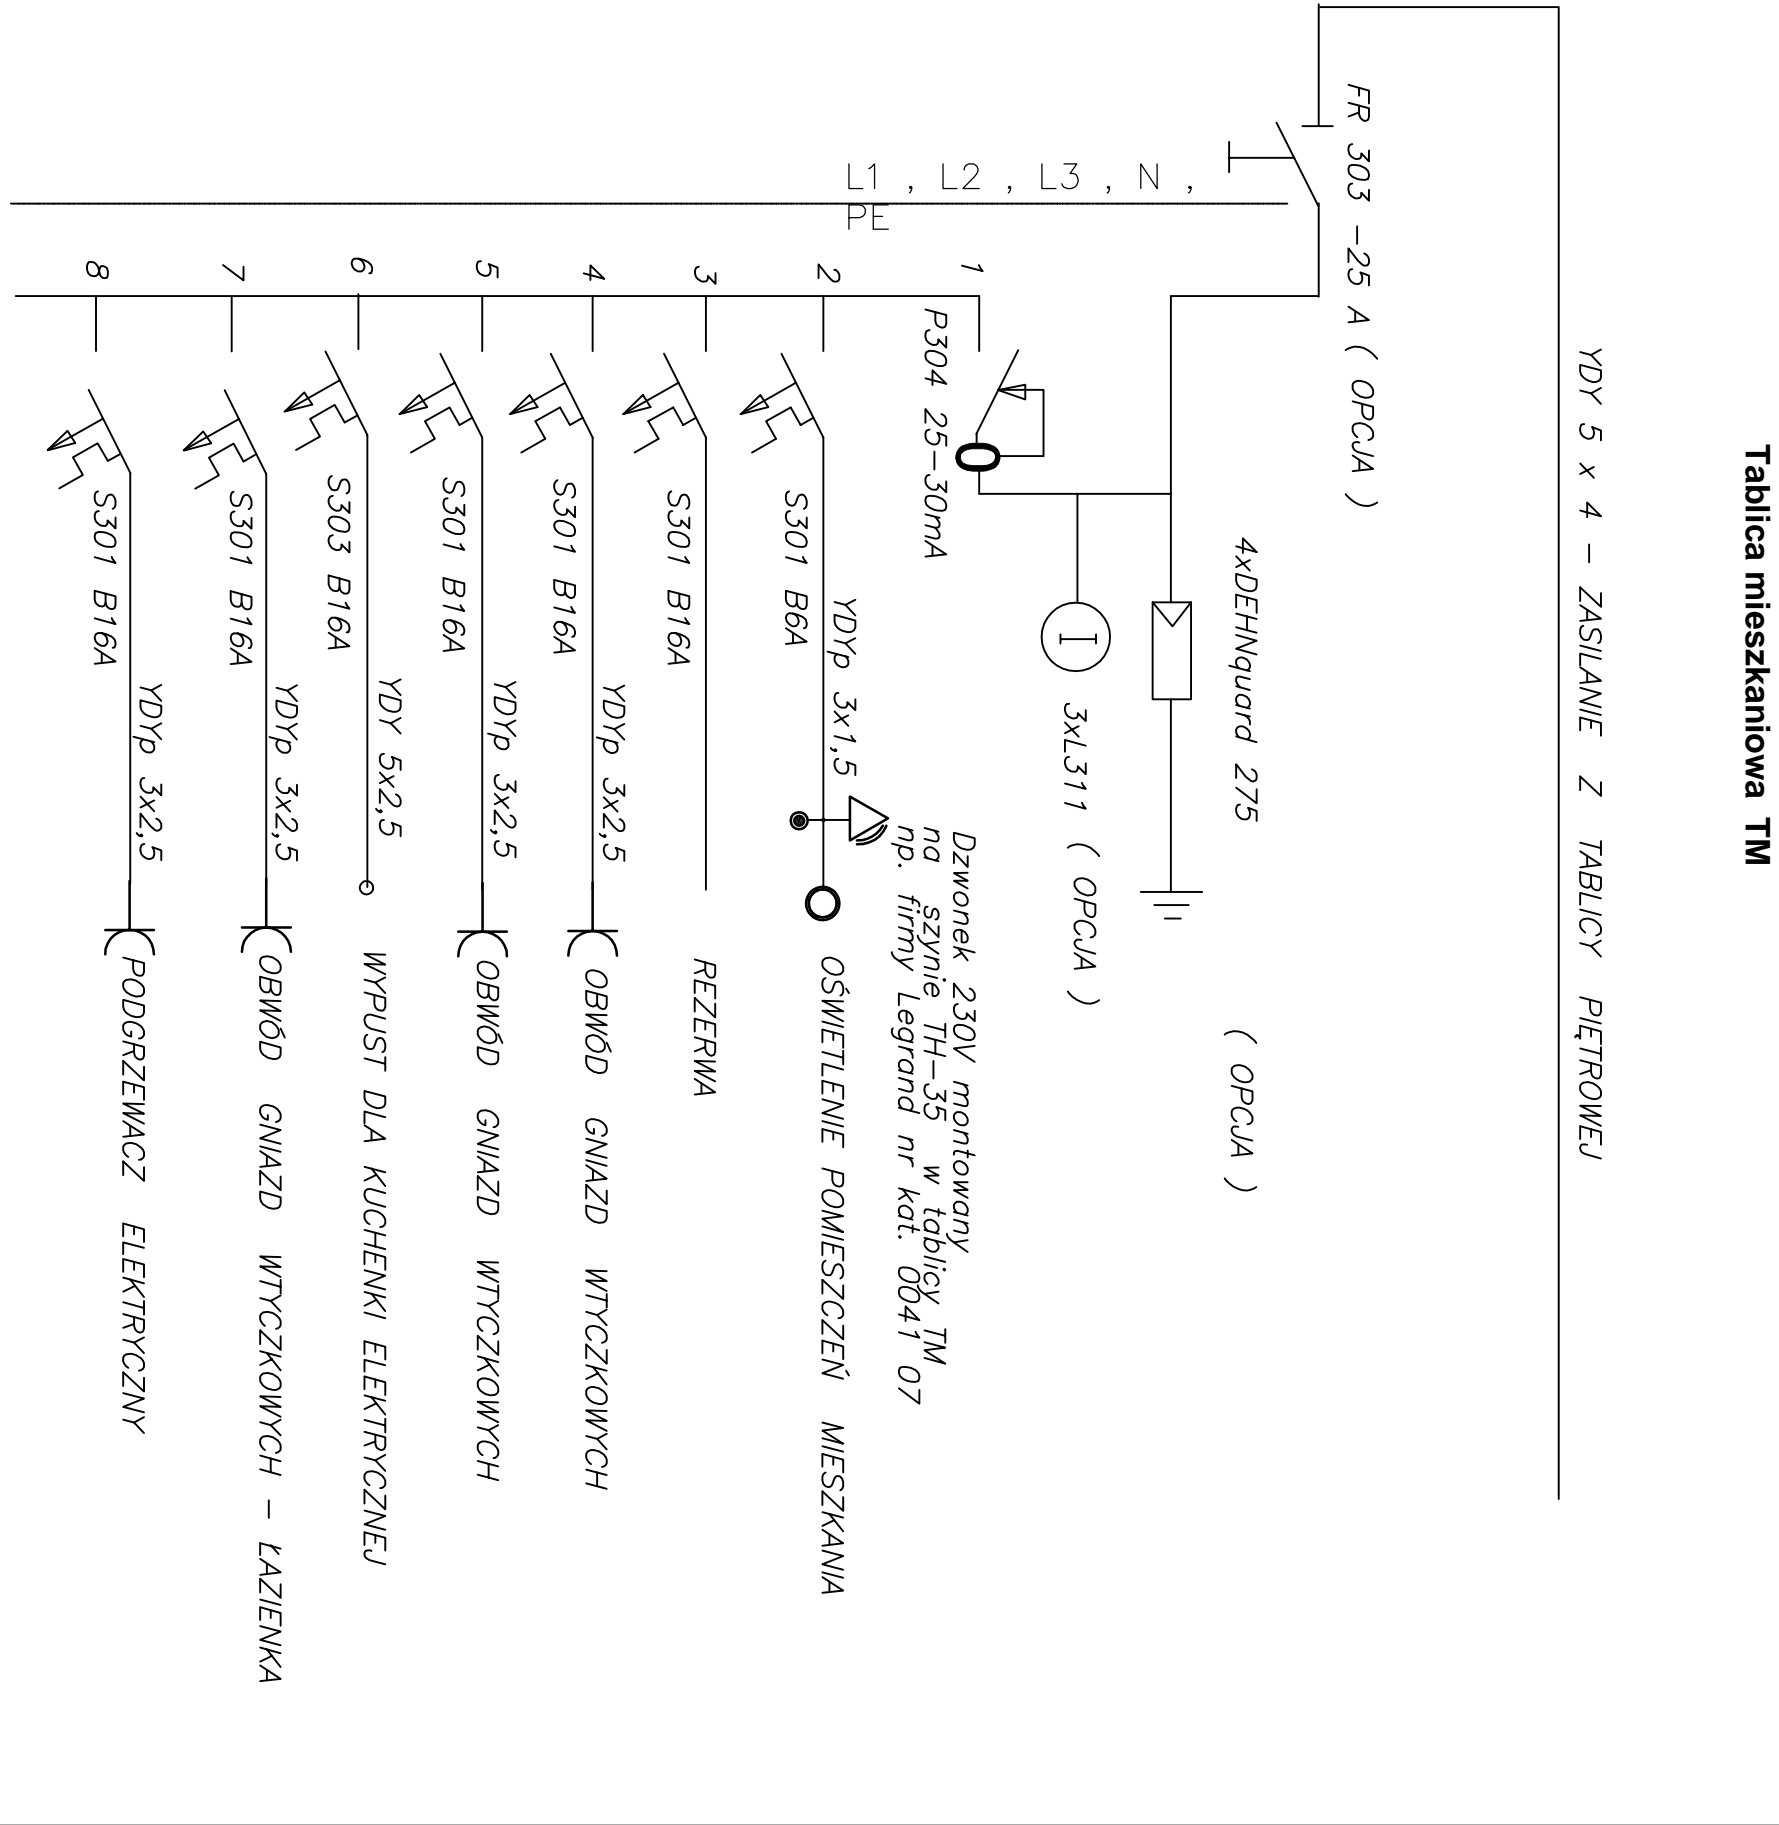 Tablica mieszkaniowa TM
YDY 5 x 4 - ZASILANIE Z TABLICY PIĘTROWEJ
FR 303 -25 A ( OPCJA )
4xDEHNquard 275 ( OPCJA )
3xL311 ( OPCJA )
L1 , L2 , L3 , N ,
PE
1
P304 25-30mA
Dzwonek 230V montowany
na szynie TH-35 w tablicy TM
np. firmy Legrand nr kat. 0041 07
2
S301 B6A
YDYp 3x1,5
OŚWIETLENIE POMIESZCZEŃ MIESZKANIA
3
S301 B16A
REZERWA
4
S301 B16A
YDYp 3x2,5
OBWÓD GNIAZD WTYCZKOWYCH
5
S301 B16A
YDYp 3x2,5
OBWÓD GNIAZD WTYCZKOWYCH
6
S303 B16A
YDY 5x2,5
WYPUST DLA KUCHENKI ELEKTRYCZNEJ
7
S301 B16A
YDYp 3x2,5
OBWÓD GNIAZD WTYCZKOWYCH - ŁAZIENKA
8
S301 B16A
YDYp 3x2,5
PODGRZEWACZ ELEKTRYCZNY